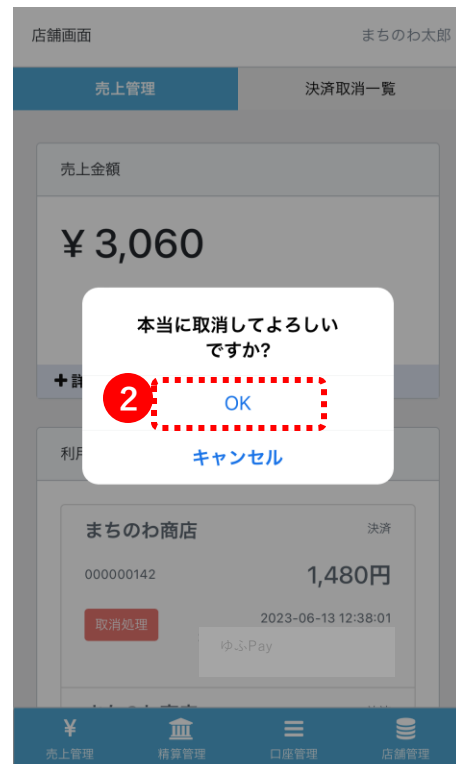 店舗画面
まちのわ太郎
売上管理
決済取消一覧
売上金額
¥ 3,060
本当に取消してよろしい
ですか?
2
OK
キャンセル
まちのわ商店
決済
000000142
1,480円
取消処理
2023-06-13 12:38:01
ゆふPay
¥
売上管理
精算管理
口座管理
店舗管理